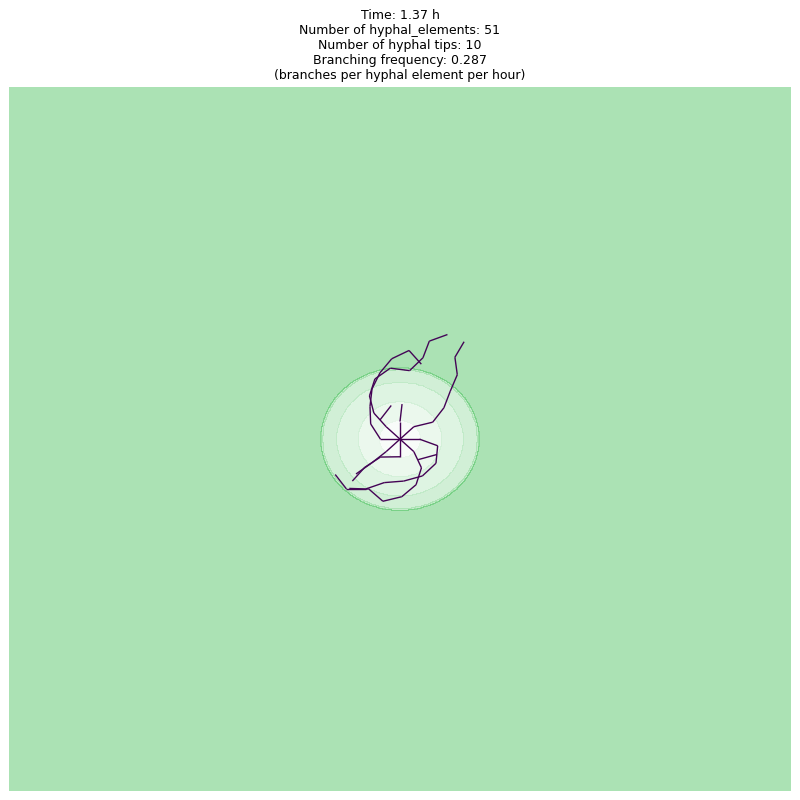 Time: 1.37 h
Number of hyphal_elements: 51
Number of hyphal tips: 10
Branching frequency: 0.287
(branches per hyphal element per hour)